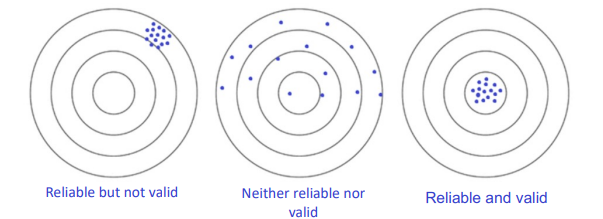 Reliable but not valid
Neither reliable nor
valid
Reliable and valid